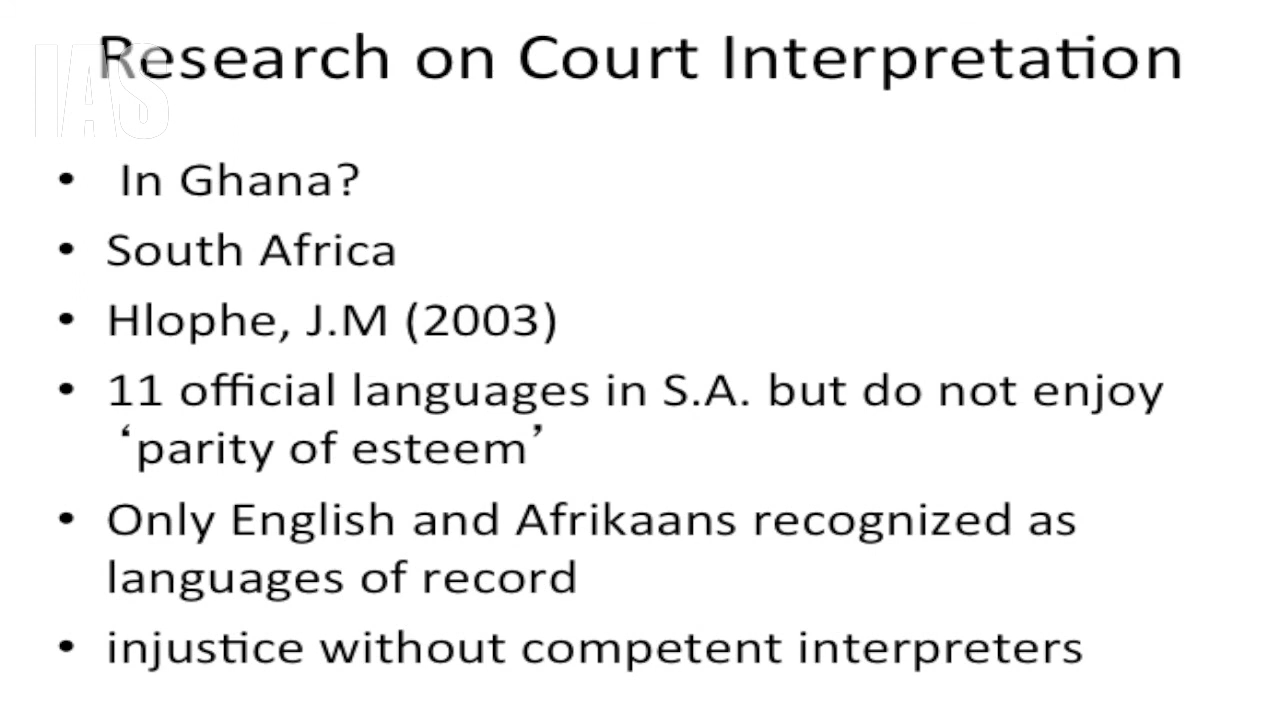 Research on Court Interpretation
IAS
• In Ghana?
• South Africa
• Hlophe, J.M (2003)
• 11 official languages in S.A. but do not enjoy
‘parity of esteem’
• Only English and Afrikaans recognized as
languages of record
• injustice without competent interpreters